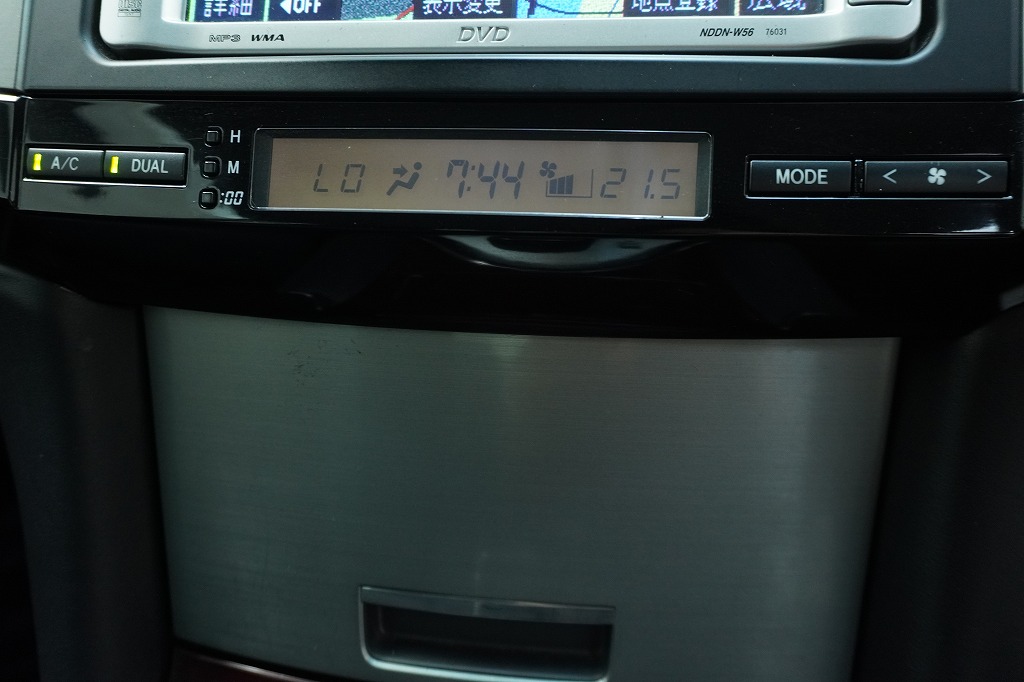 詳細 ◀OFF 表示変更 地点登録 広域
MP3 WMA DVD NDDN-W56 76031
A/C DUAL H M :00
LO 7:44 21.5
MODE < >